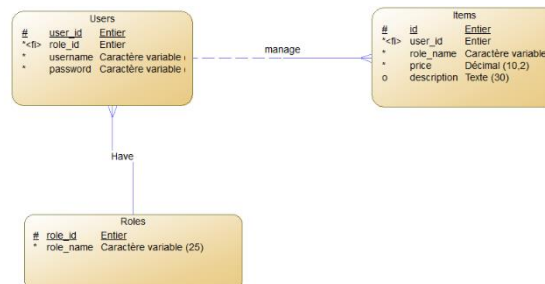 Users
# user_id Entier
*<fi> role_id Entier
* username Caractère variable (
* password Caractère variable (
manage
Items
# id Entier
*<fi> user_id Entier
* role_name Caractère variable
* price Décimal (10,2)
o description Texte (30)
Have
Roles
# role_id Entier
* role_name Caractère variable (25)